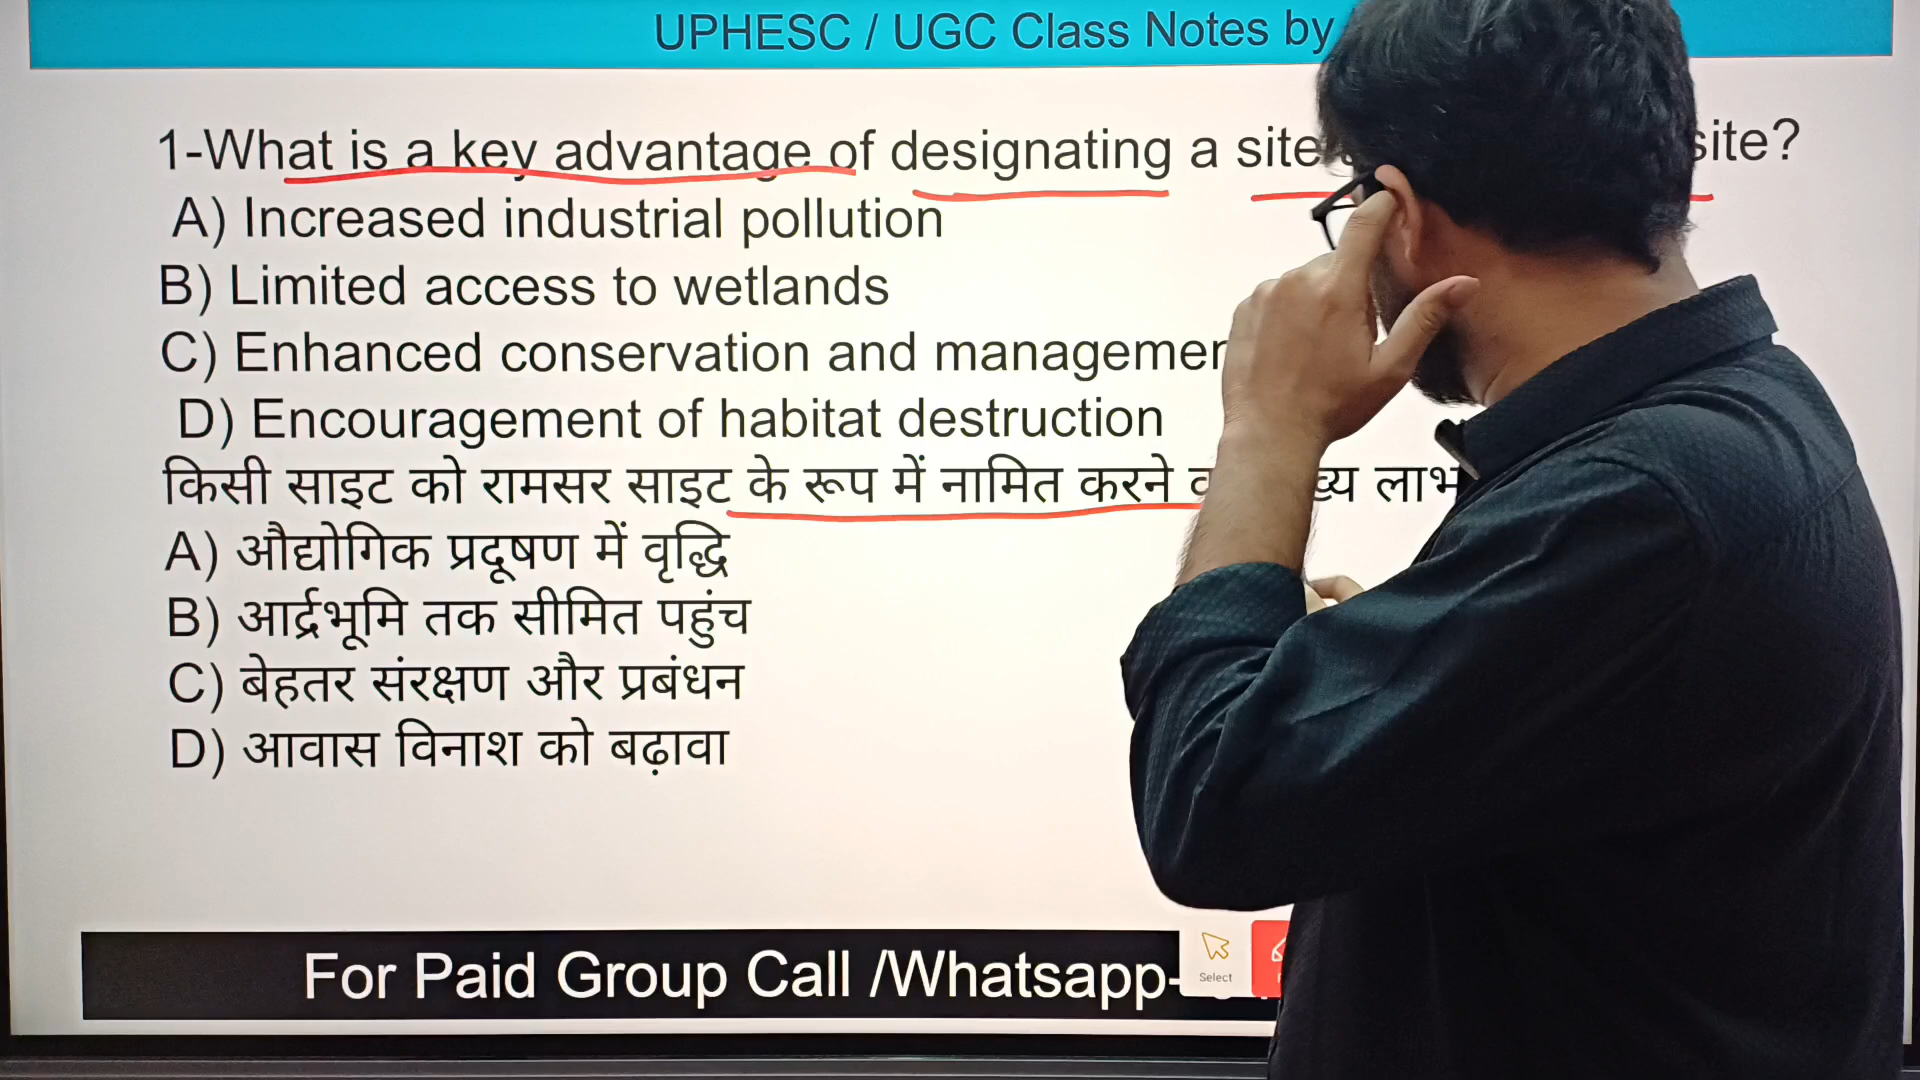 UPHESC / UGC Class Notes by
1-What is a key advantage of designating a site site?
A) Increased industrial pollution
B) Limited access to wetlands
C) Enhanced conservation and
D) Encouragement of habitat destruction
किसी साइट को रामसर साइट के रूप में नामित करने लाभ
A) औद्योगिक प्रदूषण में वृद्धि
B) आर्द्रभूमि तक सीमित पहुंच
C) बेहतर संरक्षण और प्रबंधन
D) आवास विनाश को बढ़ावा
For Paid Group Call /Whatsapp-
Select